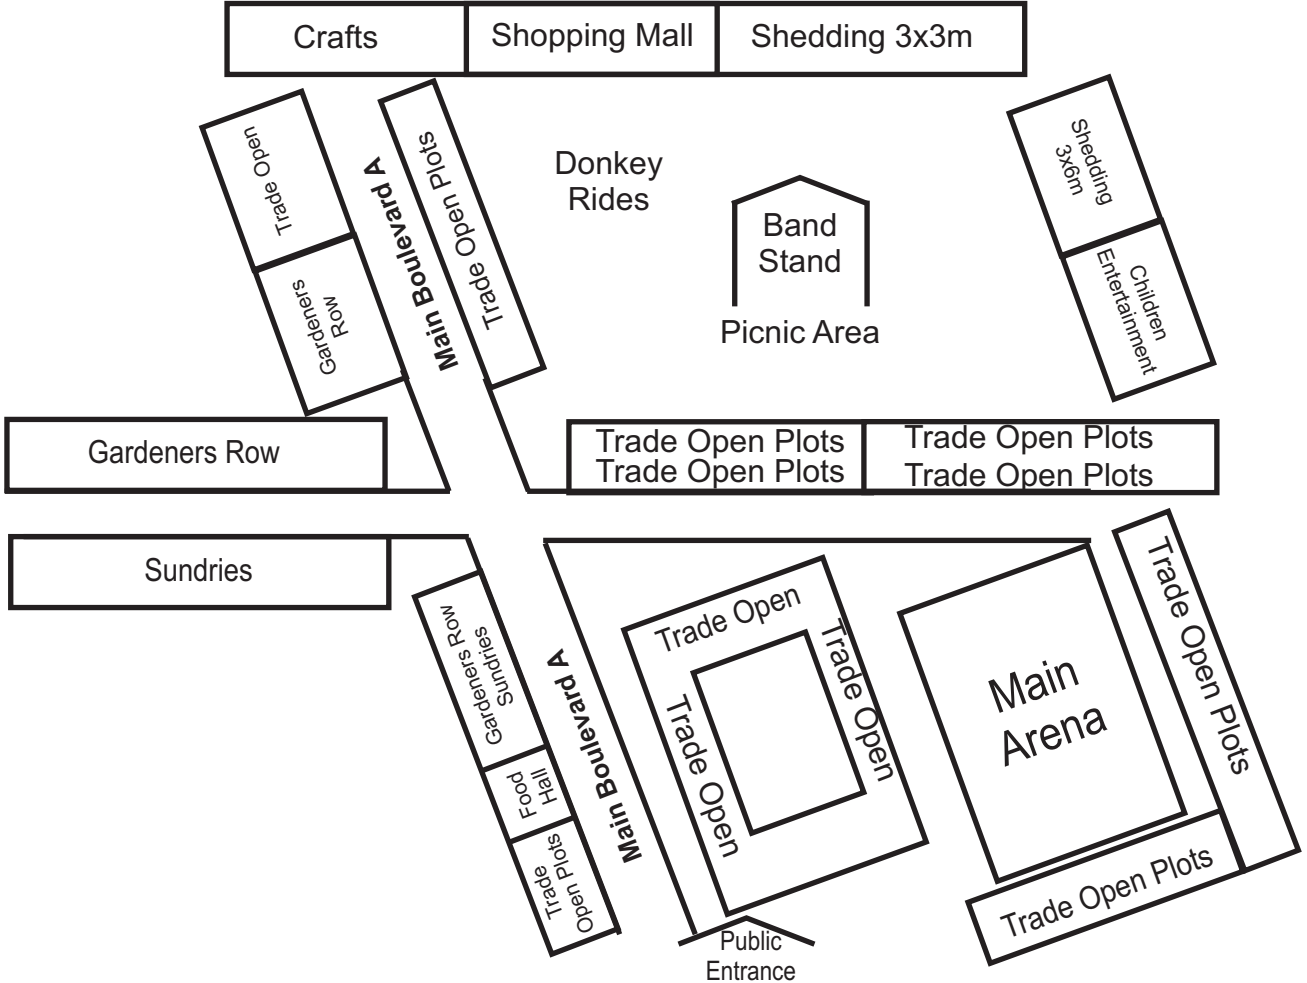 Crafts
Shopping Mall
Shedding 3x3m
Trade Open
Main Boulevard A
Trade Open Plots
Donkey
Rides
Band
Stand
Picnic Area
Shedding
3x6m
Gardeners
Row
Children
Entertainment
Gardeners Row
Trade Open Plots
Trade Open Plots
Trade Open Plots
Trade Open Plots
Sundries
Gardeners Row
Sundries
Food
Hall
Trade
Open Plots
Main Boulevard A
Trade Open
Trade Open
Trade Open
Main
Arena
Trade Open Plots
Trade Open Plots
Public
Entrance